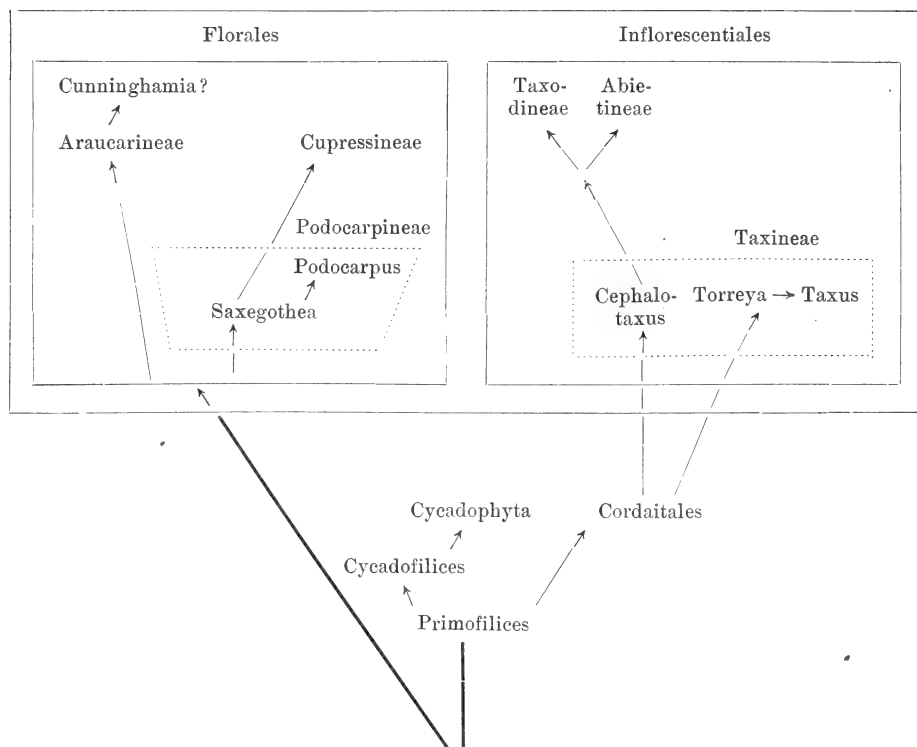 Florales
Inflorescentiales
Cunninghamia?
Araucarineae
Cupressineae
Podocarpineae
Podocarpus
Saxegothea
Taxo-
dineae
Abie-
tineae
Taxineae
Cephalo-
taxus
Torreya
Taxus
Cycadophyta
Cordaitales
Cycadofilices
Primofilices